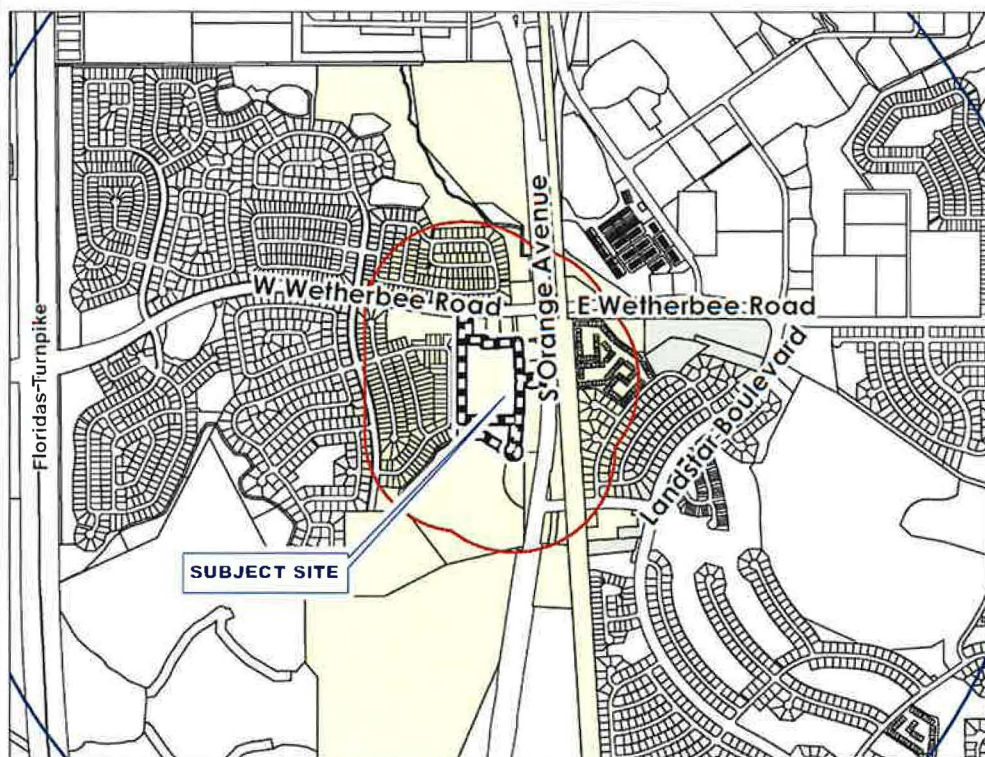 S Orange Avenue
W Wetherbee Road
E Wetherbee Road
Floridas-Turnpike
Landstar Boulevard
SUBJECT SITE